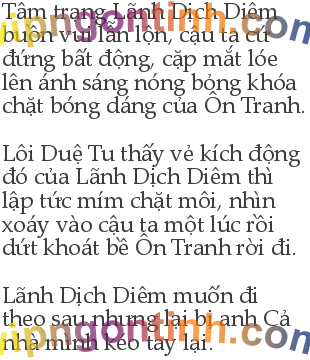 Tâm trạng Lãnh Dịch Diêm
buồn vui lẫn lộn, cậu ta cứ
đứng bất động, cặp mắt lóe
lên ánh sáng nóng bỏng khóa
chặt bóng dáng của Ôn Tranh.
Lôi Duệ Tu thấy vẻ kích động
đó của Lãnh Dịch Diêm thì
lập tức mím chặt môi, nhìn
xoáy vào cậu ta một lúc rồi
dứt khoát bề Ôn Tranh rời đi.
Lãnh Dịch Diêm muốn đi
theo sau nhưng lại bị anh Cả
nhà mình kéo tay lại.
vipngontinh.com
vipngontinh.com